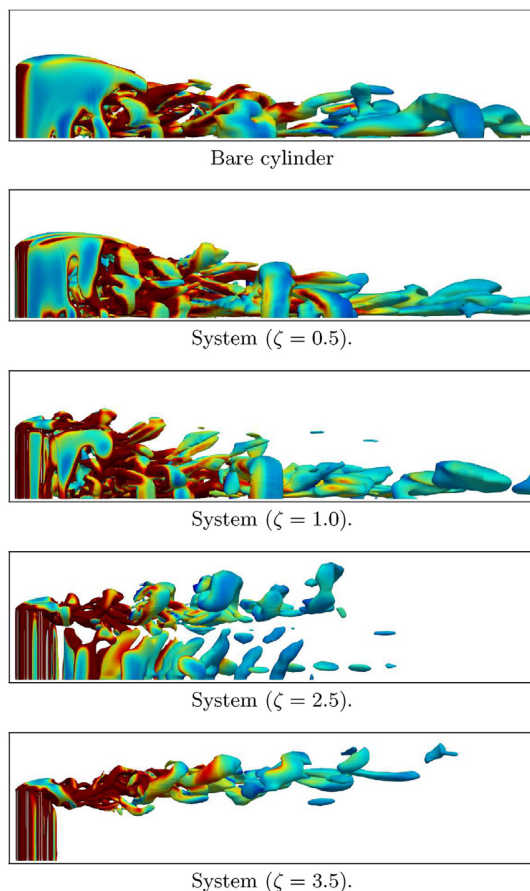 Bare cylinder
System (ζ = 0.5).
System (ζ = 1.0).
System (ζ = 2.5).
System (ζ = 3.5).